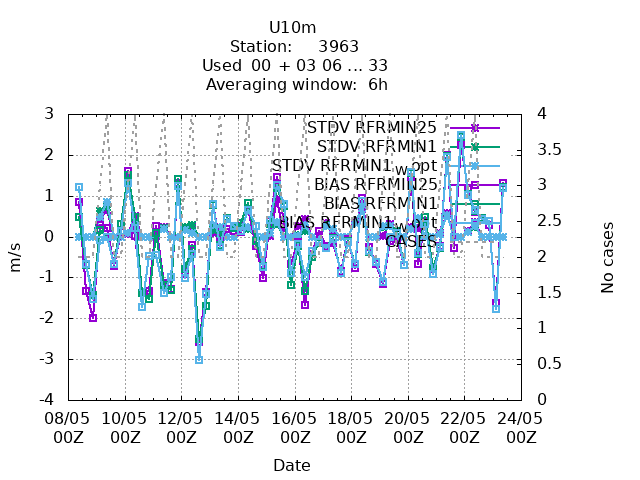 U10m
Station:     3963
Used  00 + 03 06 ... 33
Averaging window:  6h
3
2
1
0
-1
-2
-3
-4
4
3.5
3
2.5
2
1.5
1
0.5
0
m/s
No cases
STDV RFRMIN25
STDV RFRMIN1
STDV RFRMIN1_w_opt
BIAS RFRMIN25
BIAS RFRMIN1
BIAS RFRMIN1_w_opt
CASES
08/05 10/05 12/05 14/05 16/05 18/05 20/05 22/05 24/05
00Z 00Z 00Z 00Z 00Z 00Z 00Z 00Z 00Z
Date